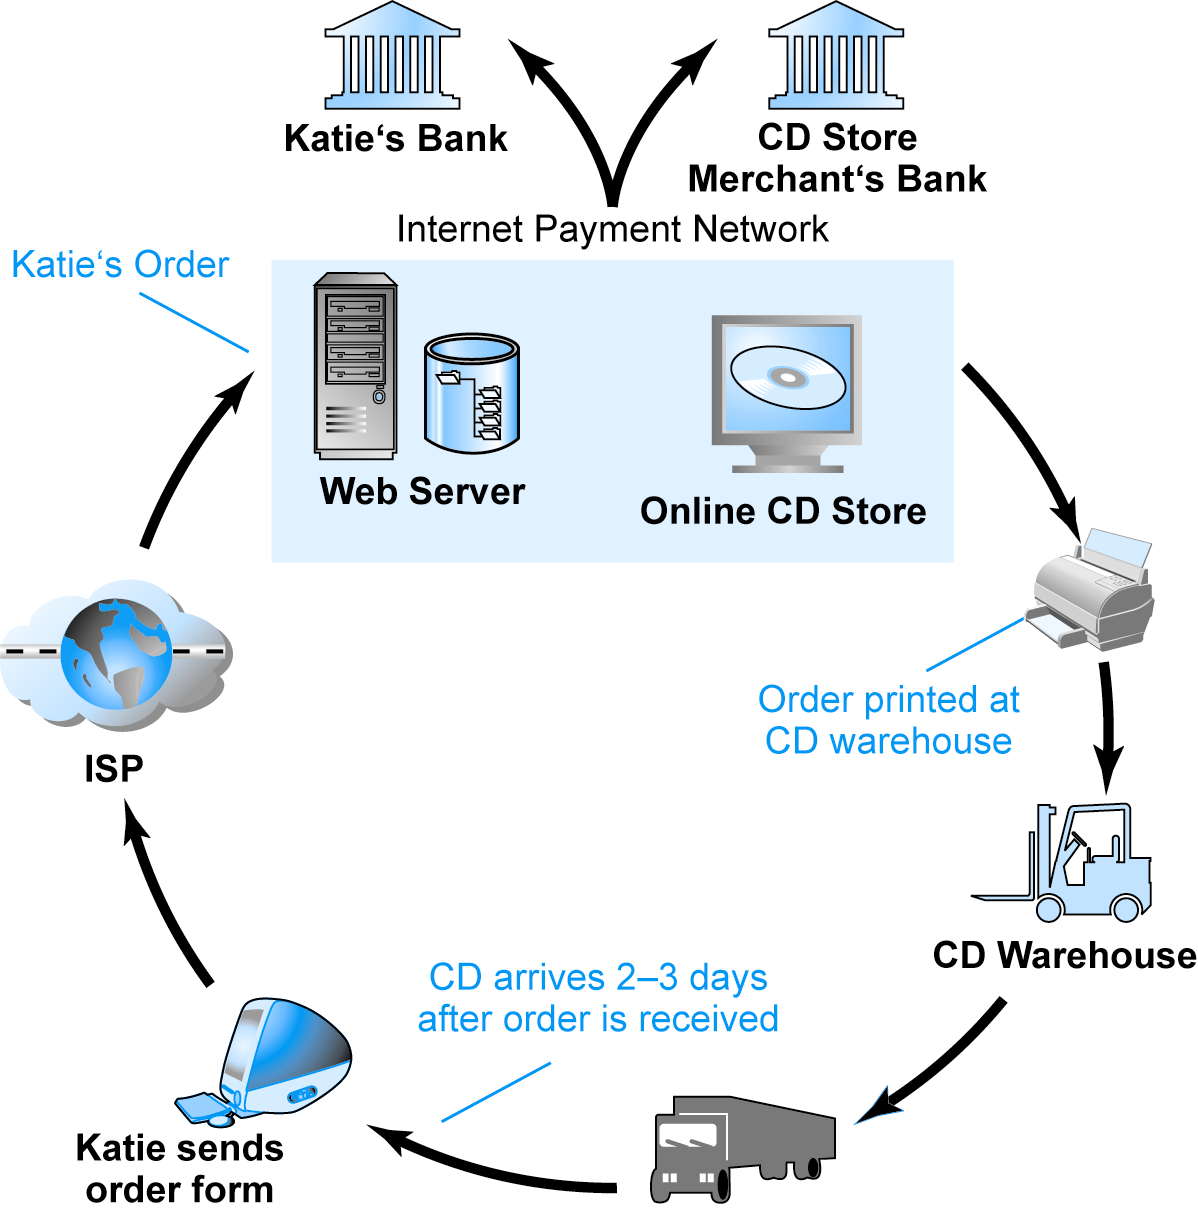 Katie‘s Bank
CD Store
Merchant‘s Bank
Internet Payment Network
Katie‘s Order
Web Server
Online CD Store
Order printed at
CD warehouse
ISP
CD Warehouse
CD arrives 2–3 days
after order is received
Katie sends
order form